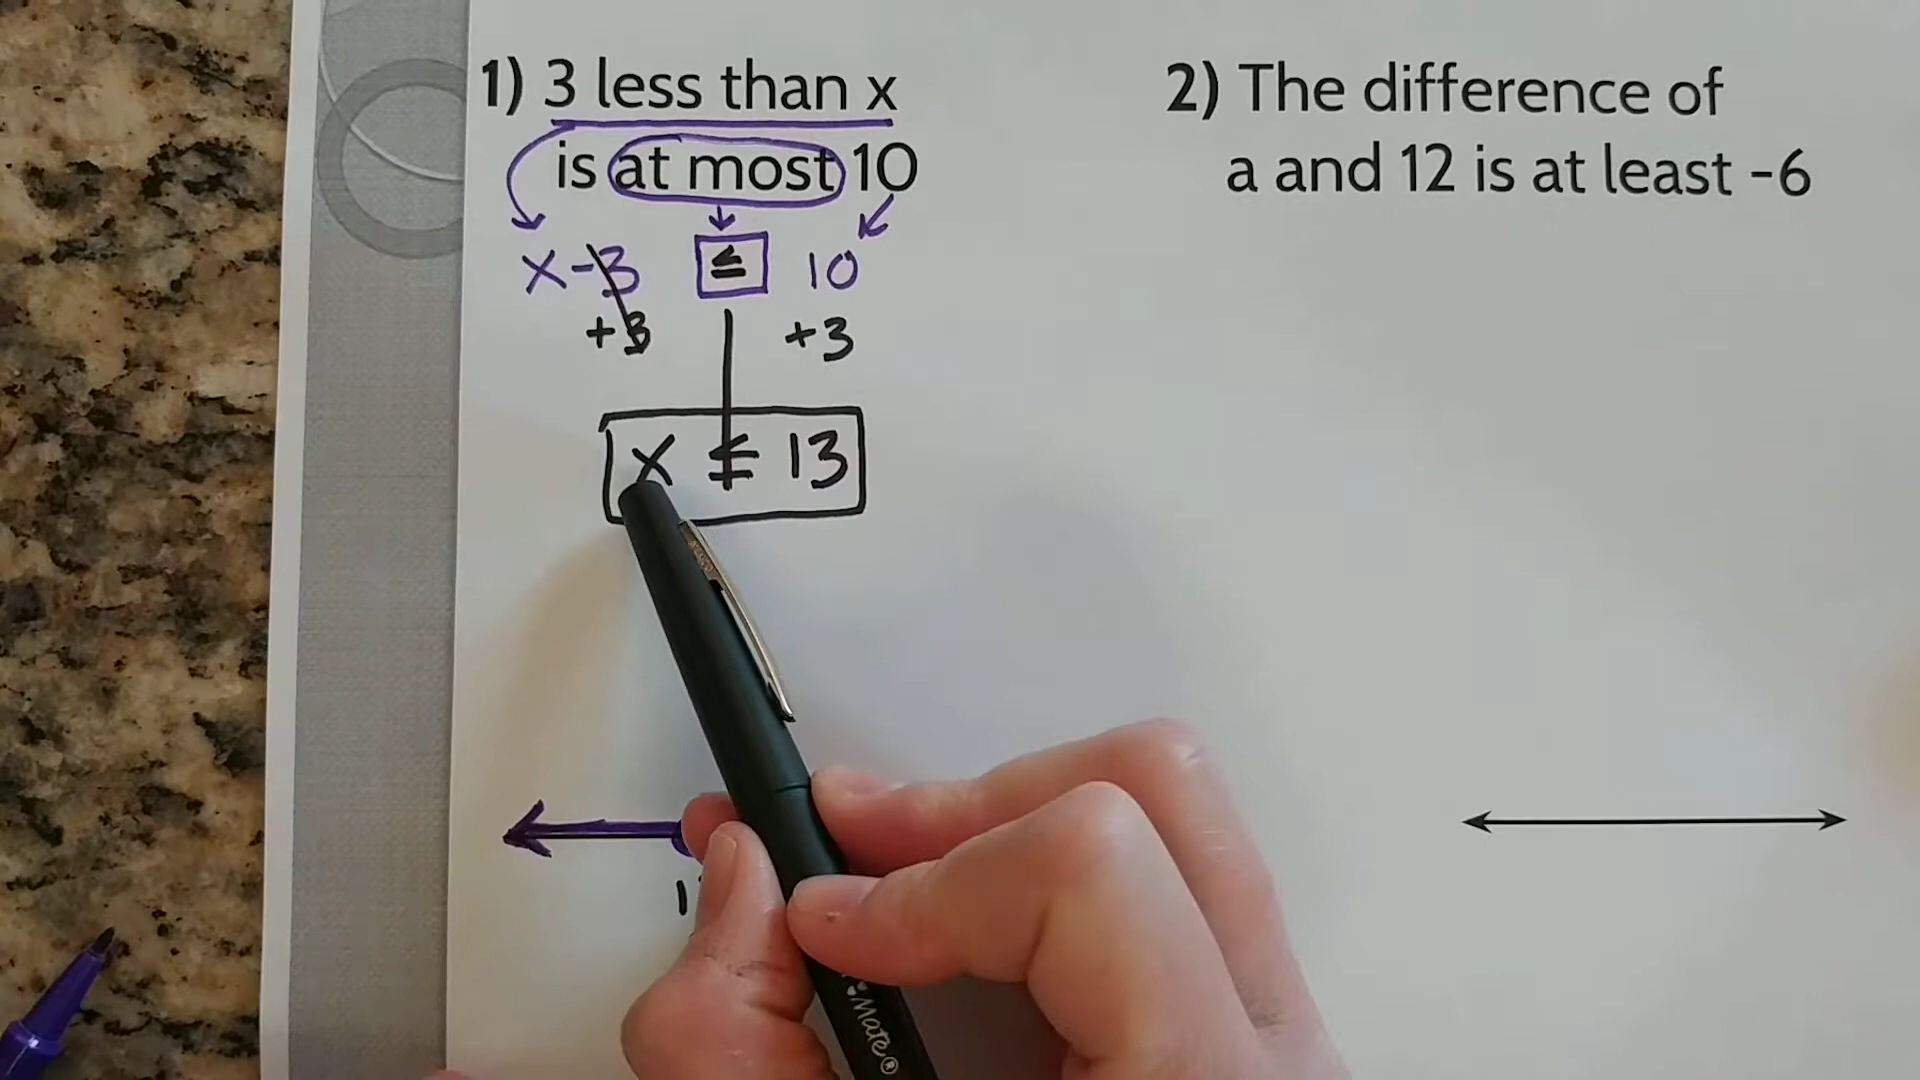 1) 3 less than x
is at most 10
x-3 ≤ 10
+3 +3
x ≤ 13
2) The difference of
a and 12 is at least -6
Mate®